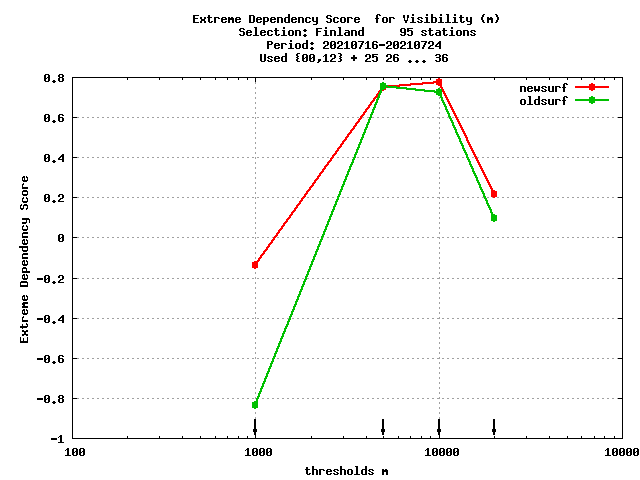 Extreme Dependency Score  for Visibility (m)
Selection: Finland     95 stations
Period: 20210716-20210724
Used {00,12} + 25 26 ... 36
newsurf
oldsurf
0.8
0.6
0.4
0.2
0
-0.2
-0.4
-0.6
-0.8
-1
Extreme Dependency Score
100
1000
10000
10000
thresholds m